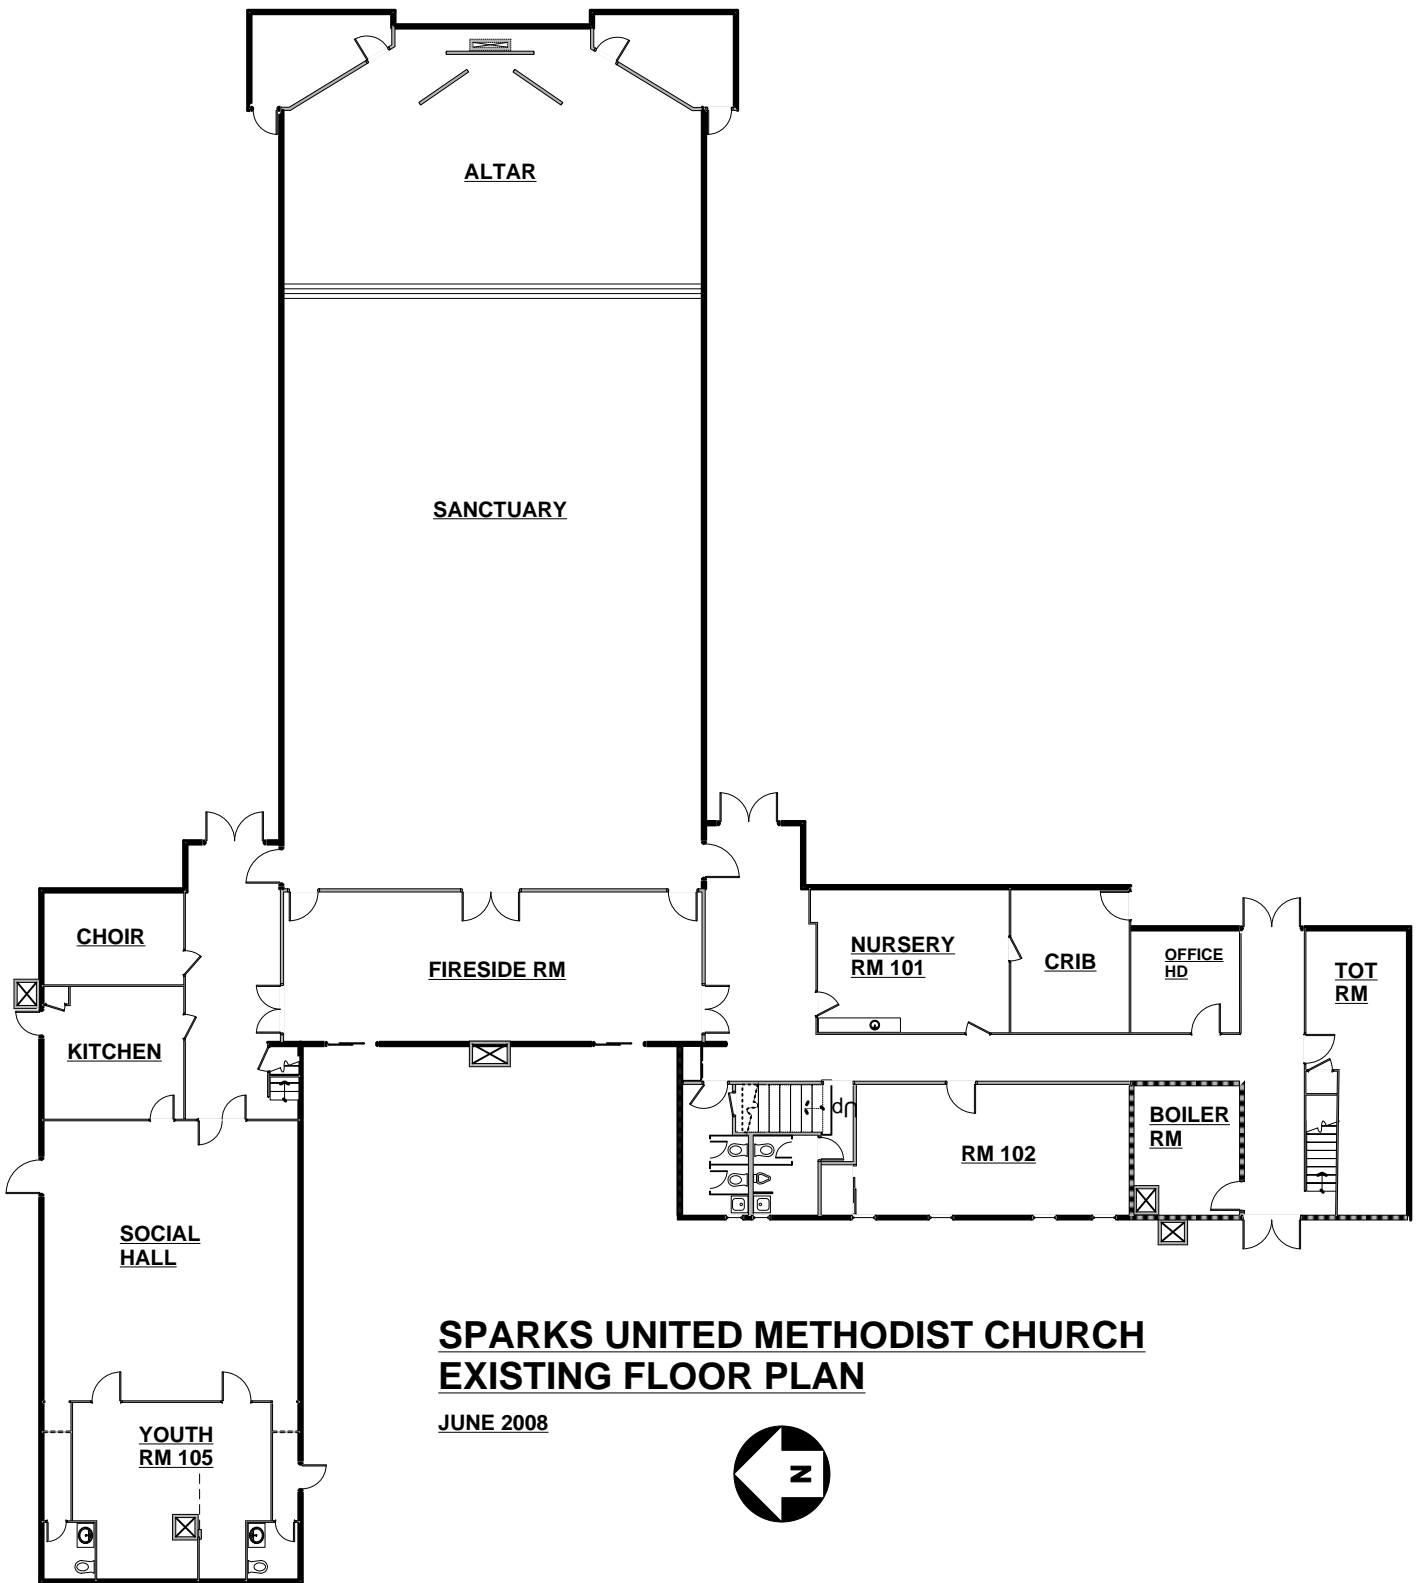 ALTAR
SANCTUARY
CHOIR
FIRESIDE RM
NURSERY
RM 101
CRIB
OFFICE
HD
TOT
RM
KITCHEN
UP
BOILER
RM
RM 102
SOCIAL
HALL
SPARKS UNITED METHODIST CHURCH
EXISTING FLOOR PLAN
JUNE 2008
YOUTH
RM 105
N